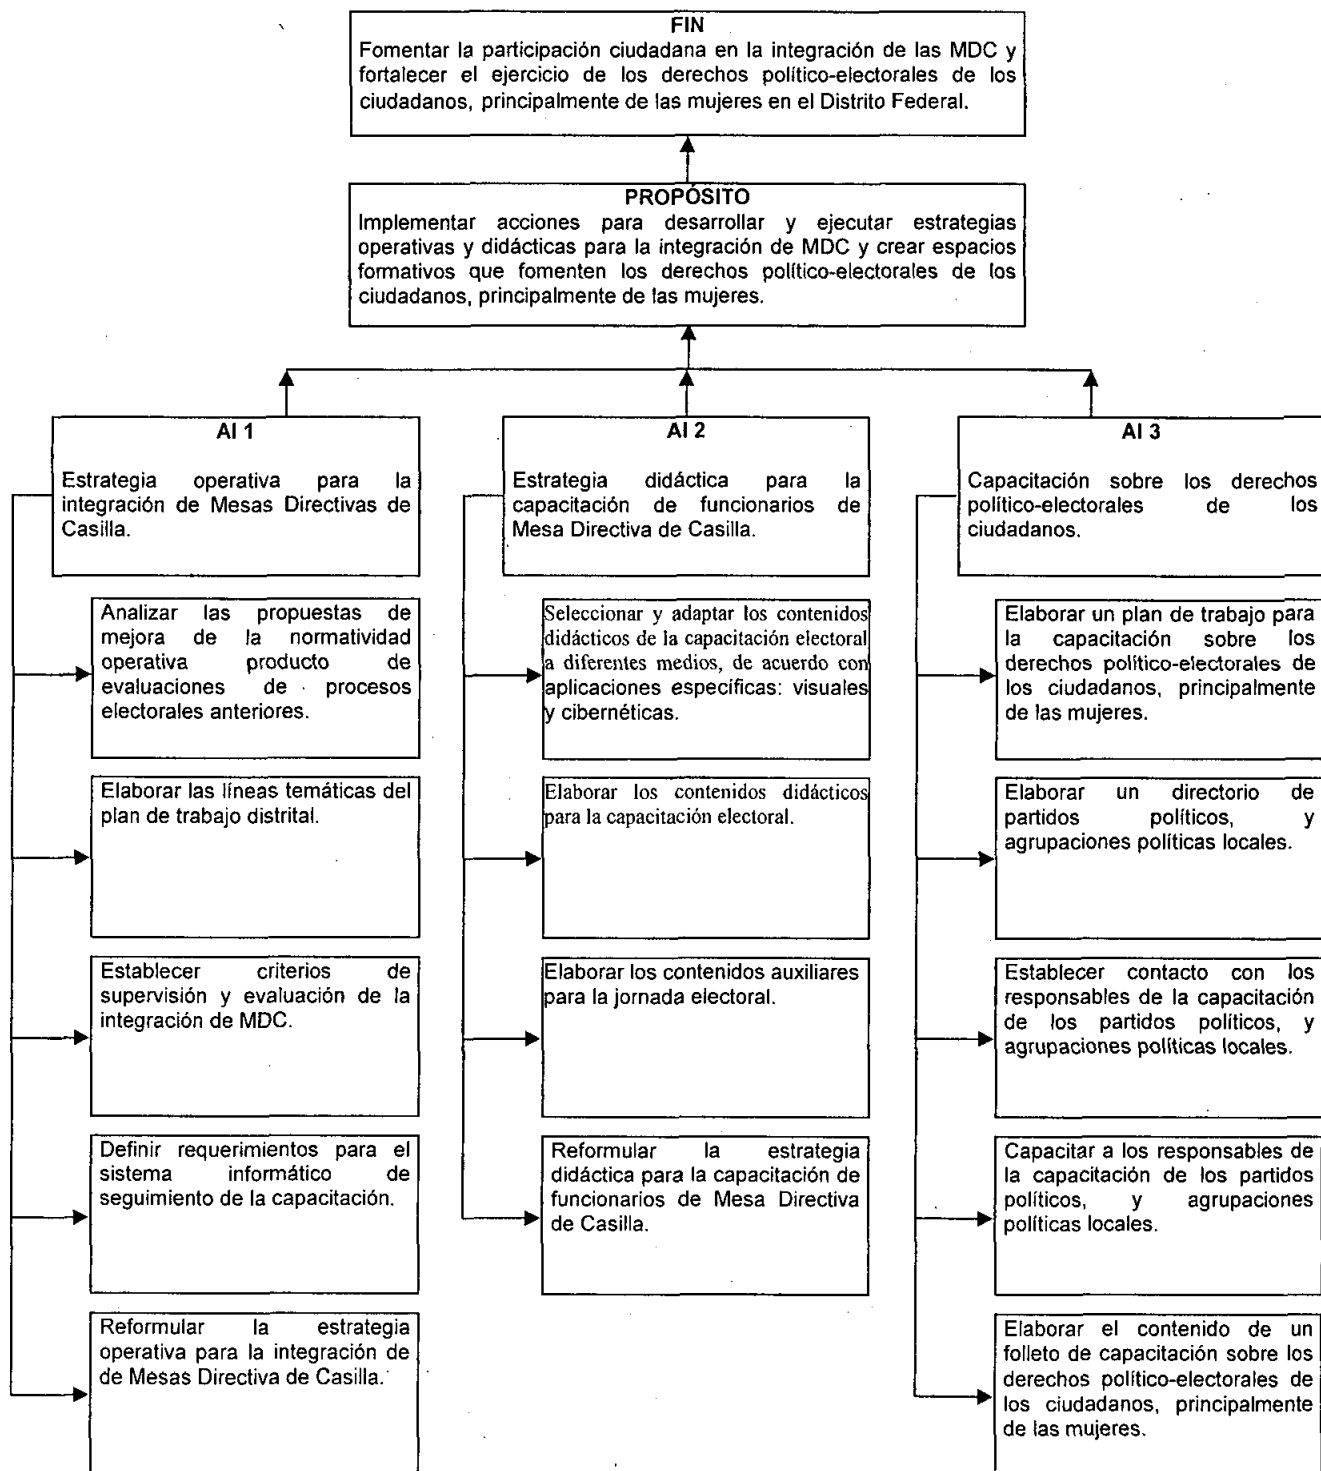 FIN
Fomentar la participación ciudadana en la integración de las MDC y
fortalecer el ejercicio de los derechos político-electorales de los
ciudadanos, principalmente de las mujeres en el Distrito Federal.
PROPÓSITO
Implementar acciones para desarrollar y ejecutar estrategias
operativas y didácticas para la integración de MDC y crear espacios
formativos que fomenten los derechos político-electorales de los
ciudadanos, principalmente de las mujeres.
AI 1
Estrategia operativa para la
integración de Mesas Directivas de
Casilla.
Analizar las propuestas de
mejora de la normatividad
operativa producto de
evaluaciones de procesos
electorales anteriores.
Elaborar las líneas temáticas del
plan de trabajo distrital.
Establecer criterios de
supervisión y evaluación de la
integración de MDC.
Definir requerimientos para el
sistema informático de
seguimiento de la capacitación.
Reformular la estrategia
operativa para la integración de
de Mesas Directiva de Casilla.
AI 2
Estrategia didáctica para la
capacitación de funcionarios de
Mesa Directiva de Casilla.
Seleccionar y adaptar los contenidos
didácticos de la capacitación electoral
a diferentes medios, de acuerdo con
aplicaciones específicas: visuales
y cibernéticas.
Elaborar los contenidos didácticos
para la capacitación electoral.
Elaborar los contenidos auxiliares
para la jornada electoral.
Reformular la estrategia
didáctica para la capacitación de
funcionarios de Mesa Directiva
de Casilla.
AI 3
Capacitación sobre los derechos
político-electorales de los
ciudadanos.
Elaborar un plan de trabajo para
la capacitación sobre los
derechos político-electorales de
los ciudadanos, principalmente
de las mujeres.
Elaborar un directorio de
partidos políticos, y
agrupaciones políticas locales.
Establecer contacto con los
responsables de la capacitación
de los partidos políticos, y
agrupaciones políticas locales.
Capacitar a los responsables de
la capacitación de los partidos
políticos, y agrupaciones
políticas locales.
Elaborar el contenido de un
folleto de capacitación sobre los
derechos político-electorales de
los ciudadanos, principalmente
de las mujeres.